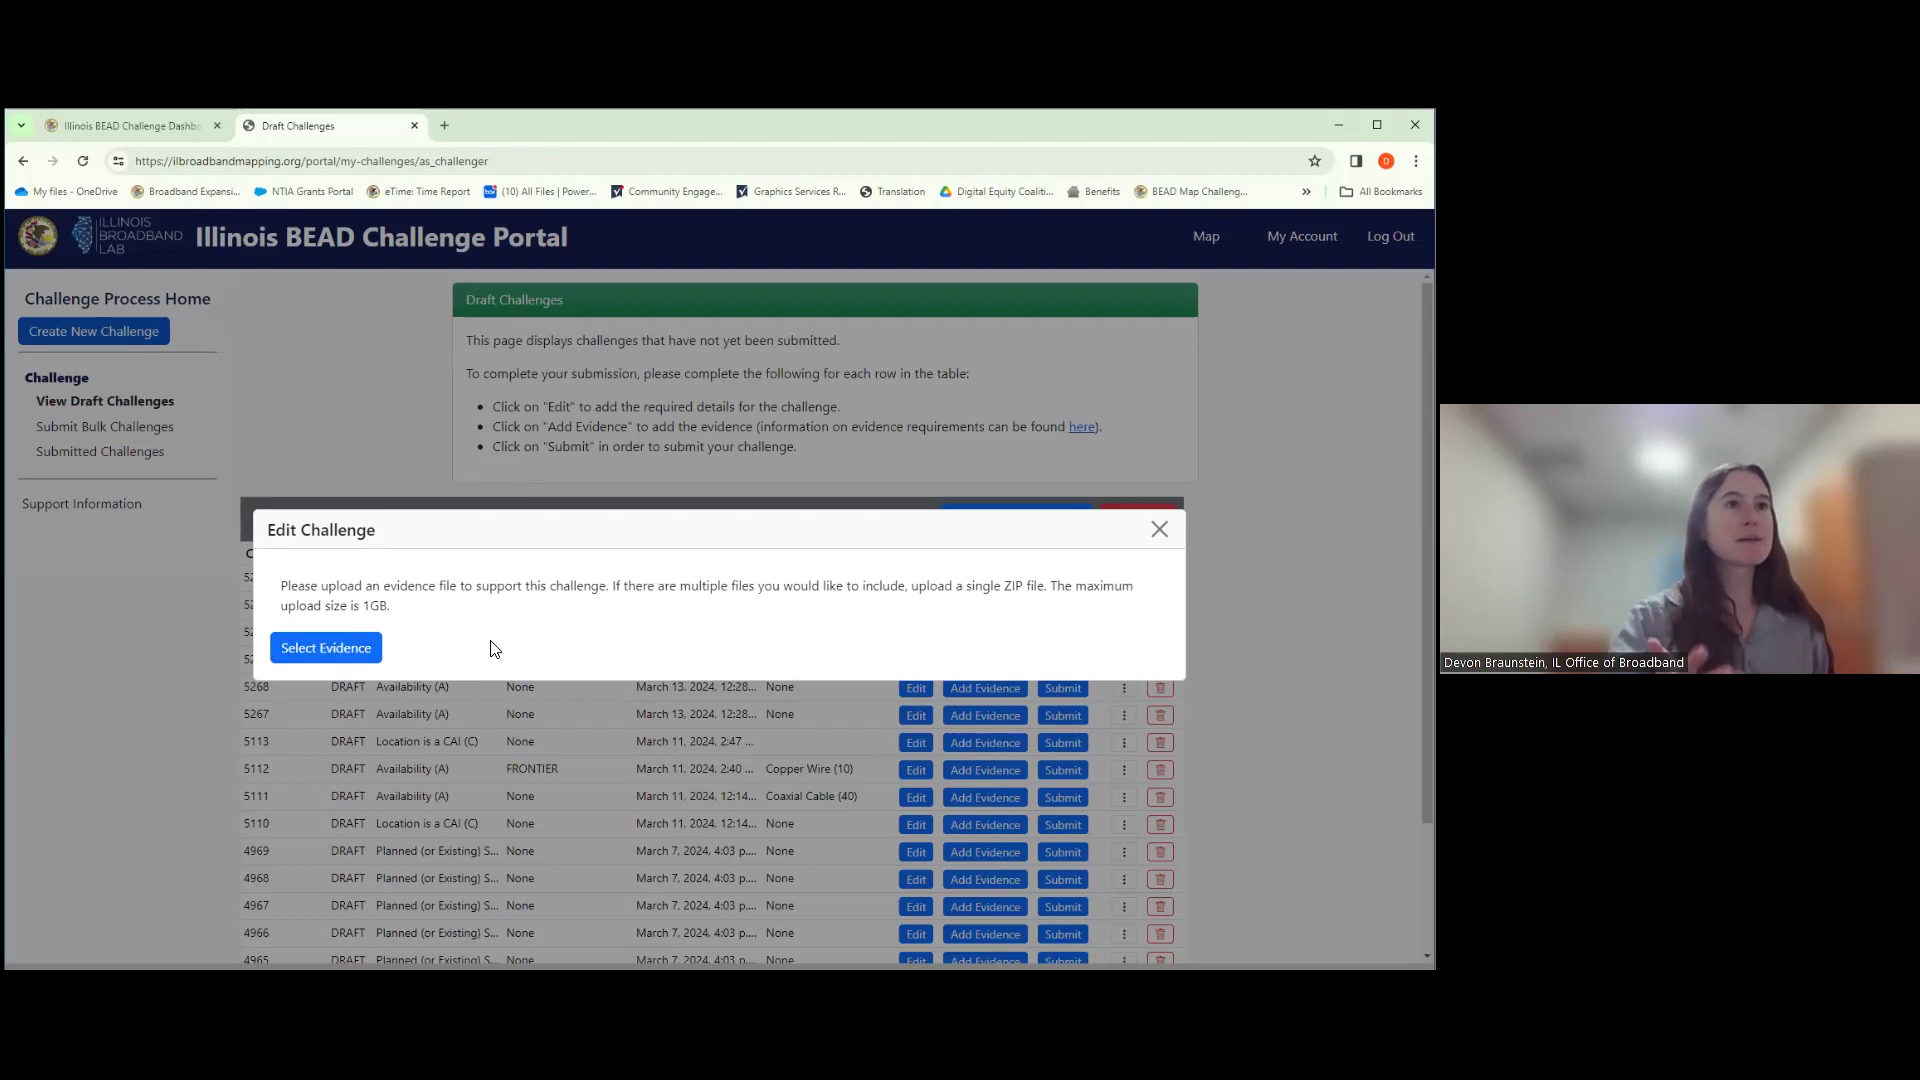 Illinois BEAD Challenge Dashbo
Draft Challenges
https://ilbroadbandmapping.org/portal/my-challenges/as_challenger
D
My files - OneDrive
Broadband Expansi...
NTIA Grants Portal
eTime: Time Report
(10) All Files | Power...
Community Engage...
Graphics Services R...
Translation
Digital Equity Coaliti...
Benefits
BEAD Map Challeng...
All Bookmarks
ILLINOIS
BROADBAND
LAB
Illinois BEAD Challenge Portal
Map
My Account
Log Out
Challenge Process Home
Create New Challenge
Challenge
View Draft Challenges
Submit Bulk Challenges
Submitted Challenges
Support Information
Draft Challenges
This page displays challenges that have not yet been submitted.
To complete your submission, please complete the following for each row in the table:
Click on "Edit" to add the required details for the challenge.
Click on "Add Evidence" to add the evidence (information on evidence requirements can be found here).
Click on "Submit" in order to submit your challenge.
Edit Challenge
Please upload an evidence file to support this challenge. If there are multiple files you would like to include, upload a single ZIP file. The maximum
upload size is 1GB.
Select Evidence
5268 DRAFT Availability (A) None March 13, 2024, 12:28... None Edit Add Evidence Submit
5267 DRAFT Availability (A) None March 13, 2024, 12:28... None Edit Add Evidence Submit
5113 DRAFT Location is a CAI (C) None March 11, 2024, 2:47 ... Edit Add Evidence Submit
5112 DRAFT Availability (A) FRONTIER March 11, 2024, 2:40 ... Copper Wire (10) Edit Add Evidence Submit
5111 DRAFT Availability (A) None March 11, 2024, 12:14... Coaxial Cable (40) Edit Add Evidence Submit
5110 DRAFT Location is a CAI (C) None March 11, 2024, 12:14... None Edit Add Evidence Submit
4969 DRAFT Planned (or Existing) S... None March 7, 2024, 4:03 p.... None Edit Add Evidence Submit
4968 DRAFT Planned (or Existing) S... None March 7, 2024, 4:03 p.... None Edit Add Evidence Submit
4967 DRAFT Planned (or Existing) S... None March 7, 2024, 4:03 p.... None Edit Add Evidence Submit
4966 DRAFT Planned (or Existing) S... None March 7, 2024, 4:03 p.... None Edit Add Evidence Submit
4965 DRAFT Planned (or Existing) S... None March 7, 2024, 4:03 p.... None Edit Add Evidence Submit
Devon Braunstein, IL Office of Broadband